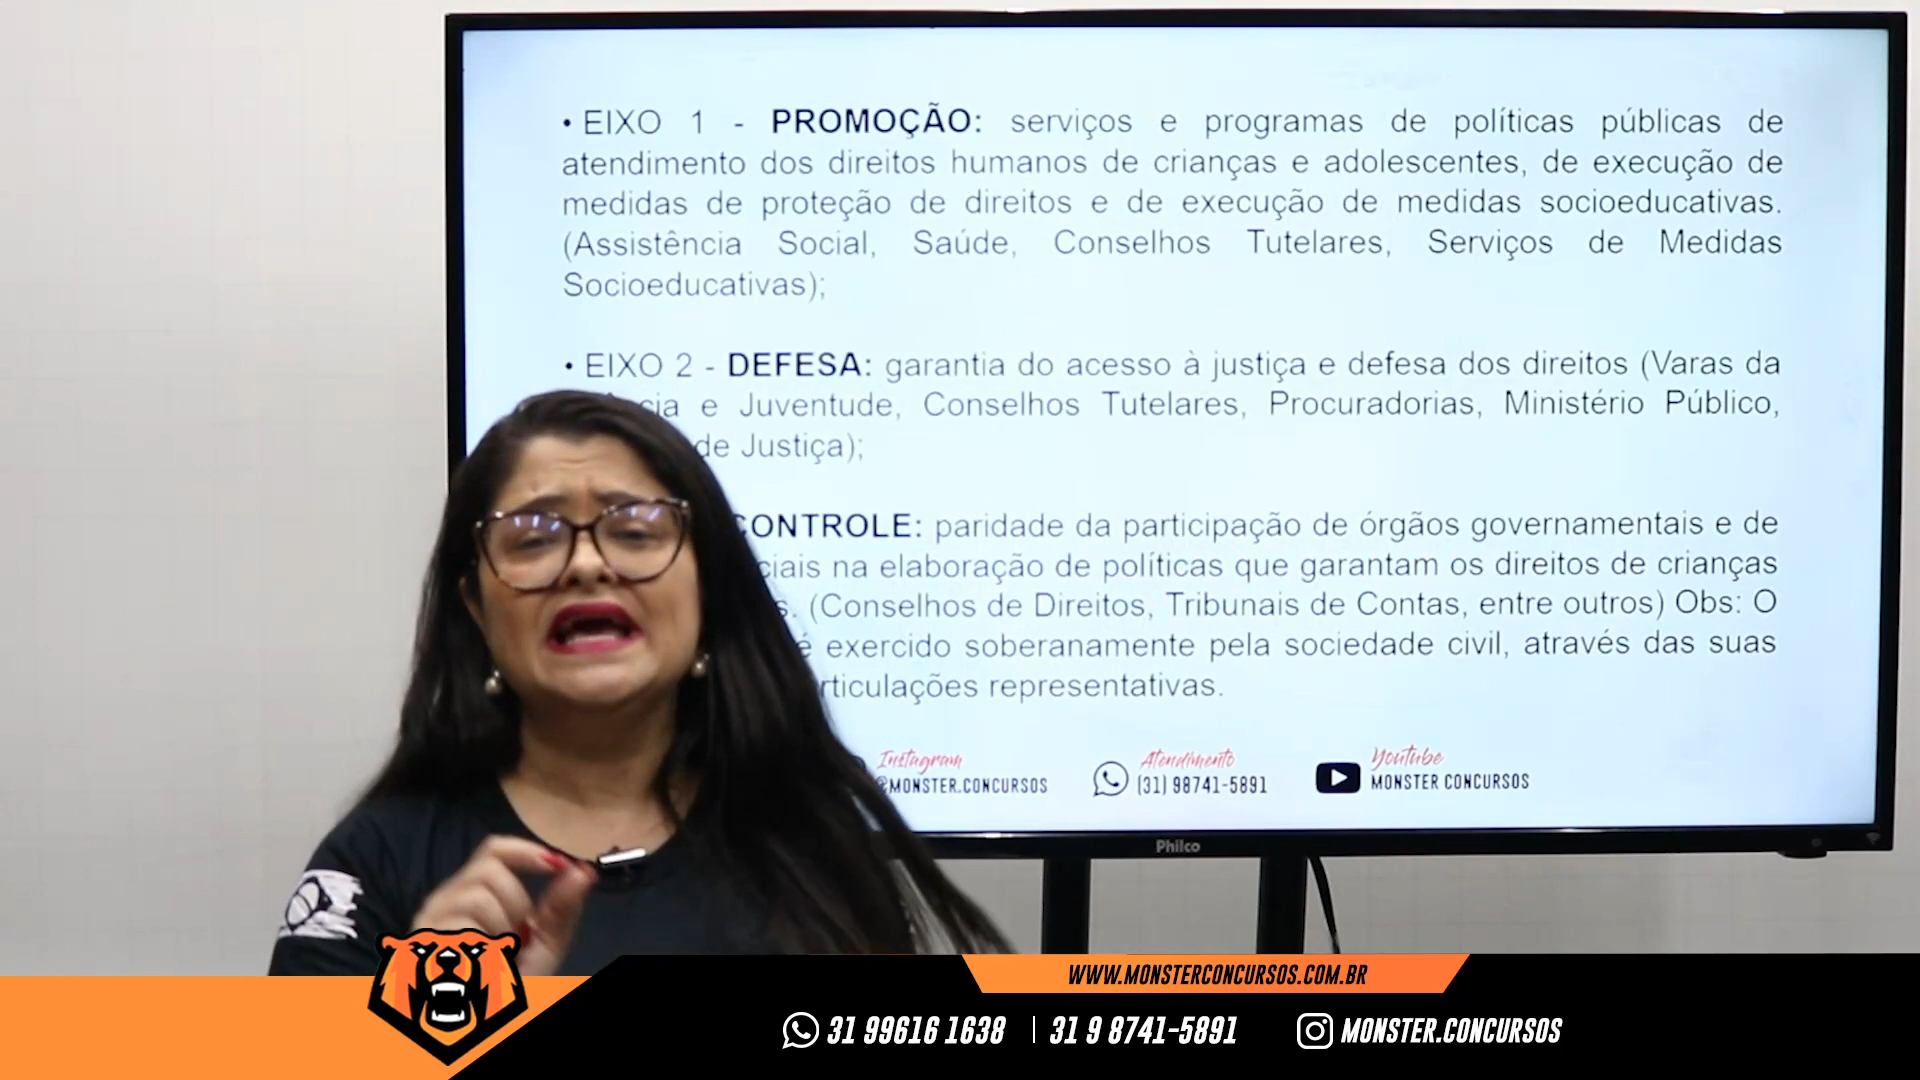 • EIXO 1 - PROMOÇÃO: serviços e programas de políticas públicas de
atendimento dos direitos humanos de crianças e adolescentes, de execução de
medidas de proteção de direitos e de execução de medidas socioeducativas.
(Assistência Social, Saúde, Conselhos Tutelares, Serviços de Medidas
Socioeducativas);
• EIXO 2 - DEFESA: garantia do acesso à justiça e defesa dos direitos (Varas da
e Juventude, Conselhos Tutelares, Procuradorias, Ministério Público,
de Justiça);
CONTROLE: paridade da participação de órgãos governamentais e de
na elaboração de políticas que garantam os direitos de crianças
(Conselhos de Direitos, Tribunais de Contas, entre outros) Obs: O
é exercido soberanamente pela sociedade civil, através das suas
representativas.
Instagram
@MONSTER.CONCURSOS
Atendimento
(31) 98741-5891
Youtube
MONSTER CONCURSOS
Philco
WWW.MONSTERCONCURSOS.COM.BR
31 99616 1638 | 31 9 8741-5891 MONSTER.CONCURSOS